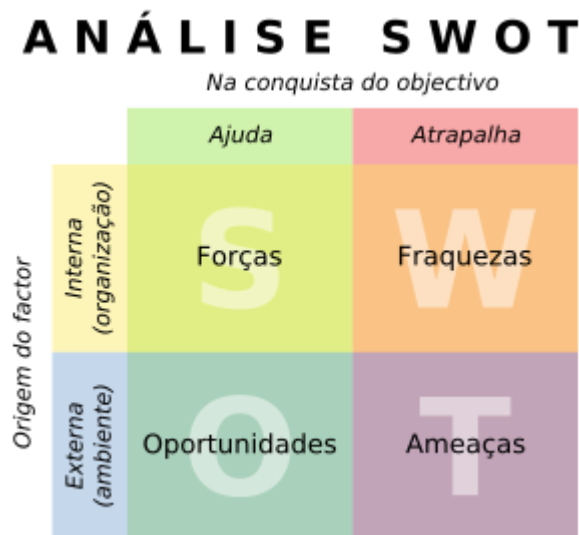 ANÁLISE SWOT
Na conquista do objectivo
Ajuda
Atrapalha
Origem do factor
Interna
(organização)
S
Forças
W
Fraquezas
Externa
(ambiente)
O
Oportunidades
T
Ameaças